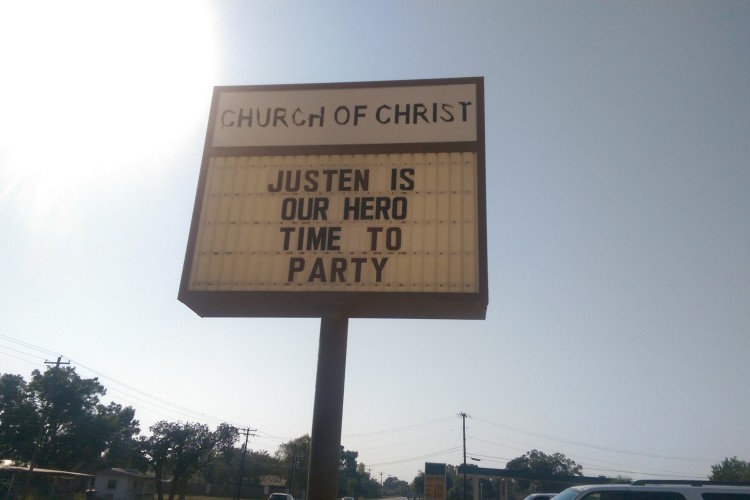 CHURCH OF CHRIST
JUSTEN IS
OUR HERO
TIME TO
PARTY